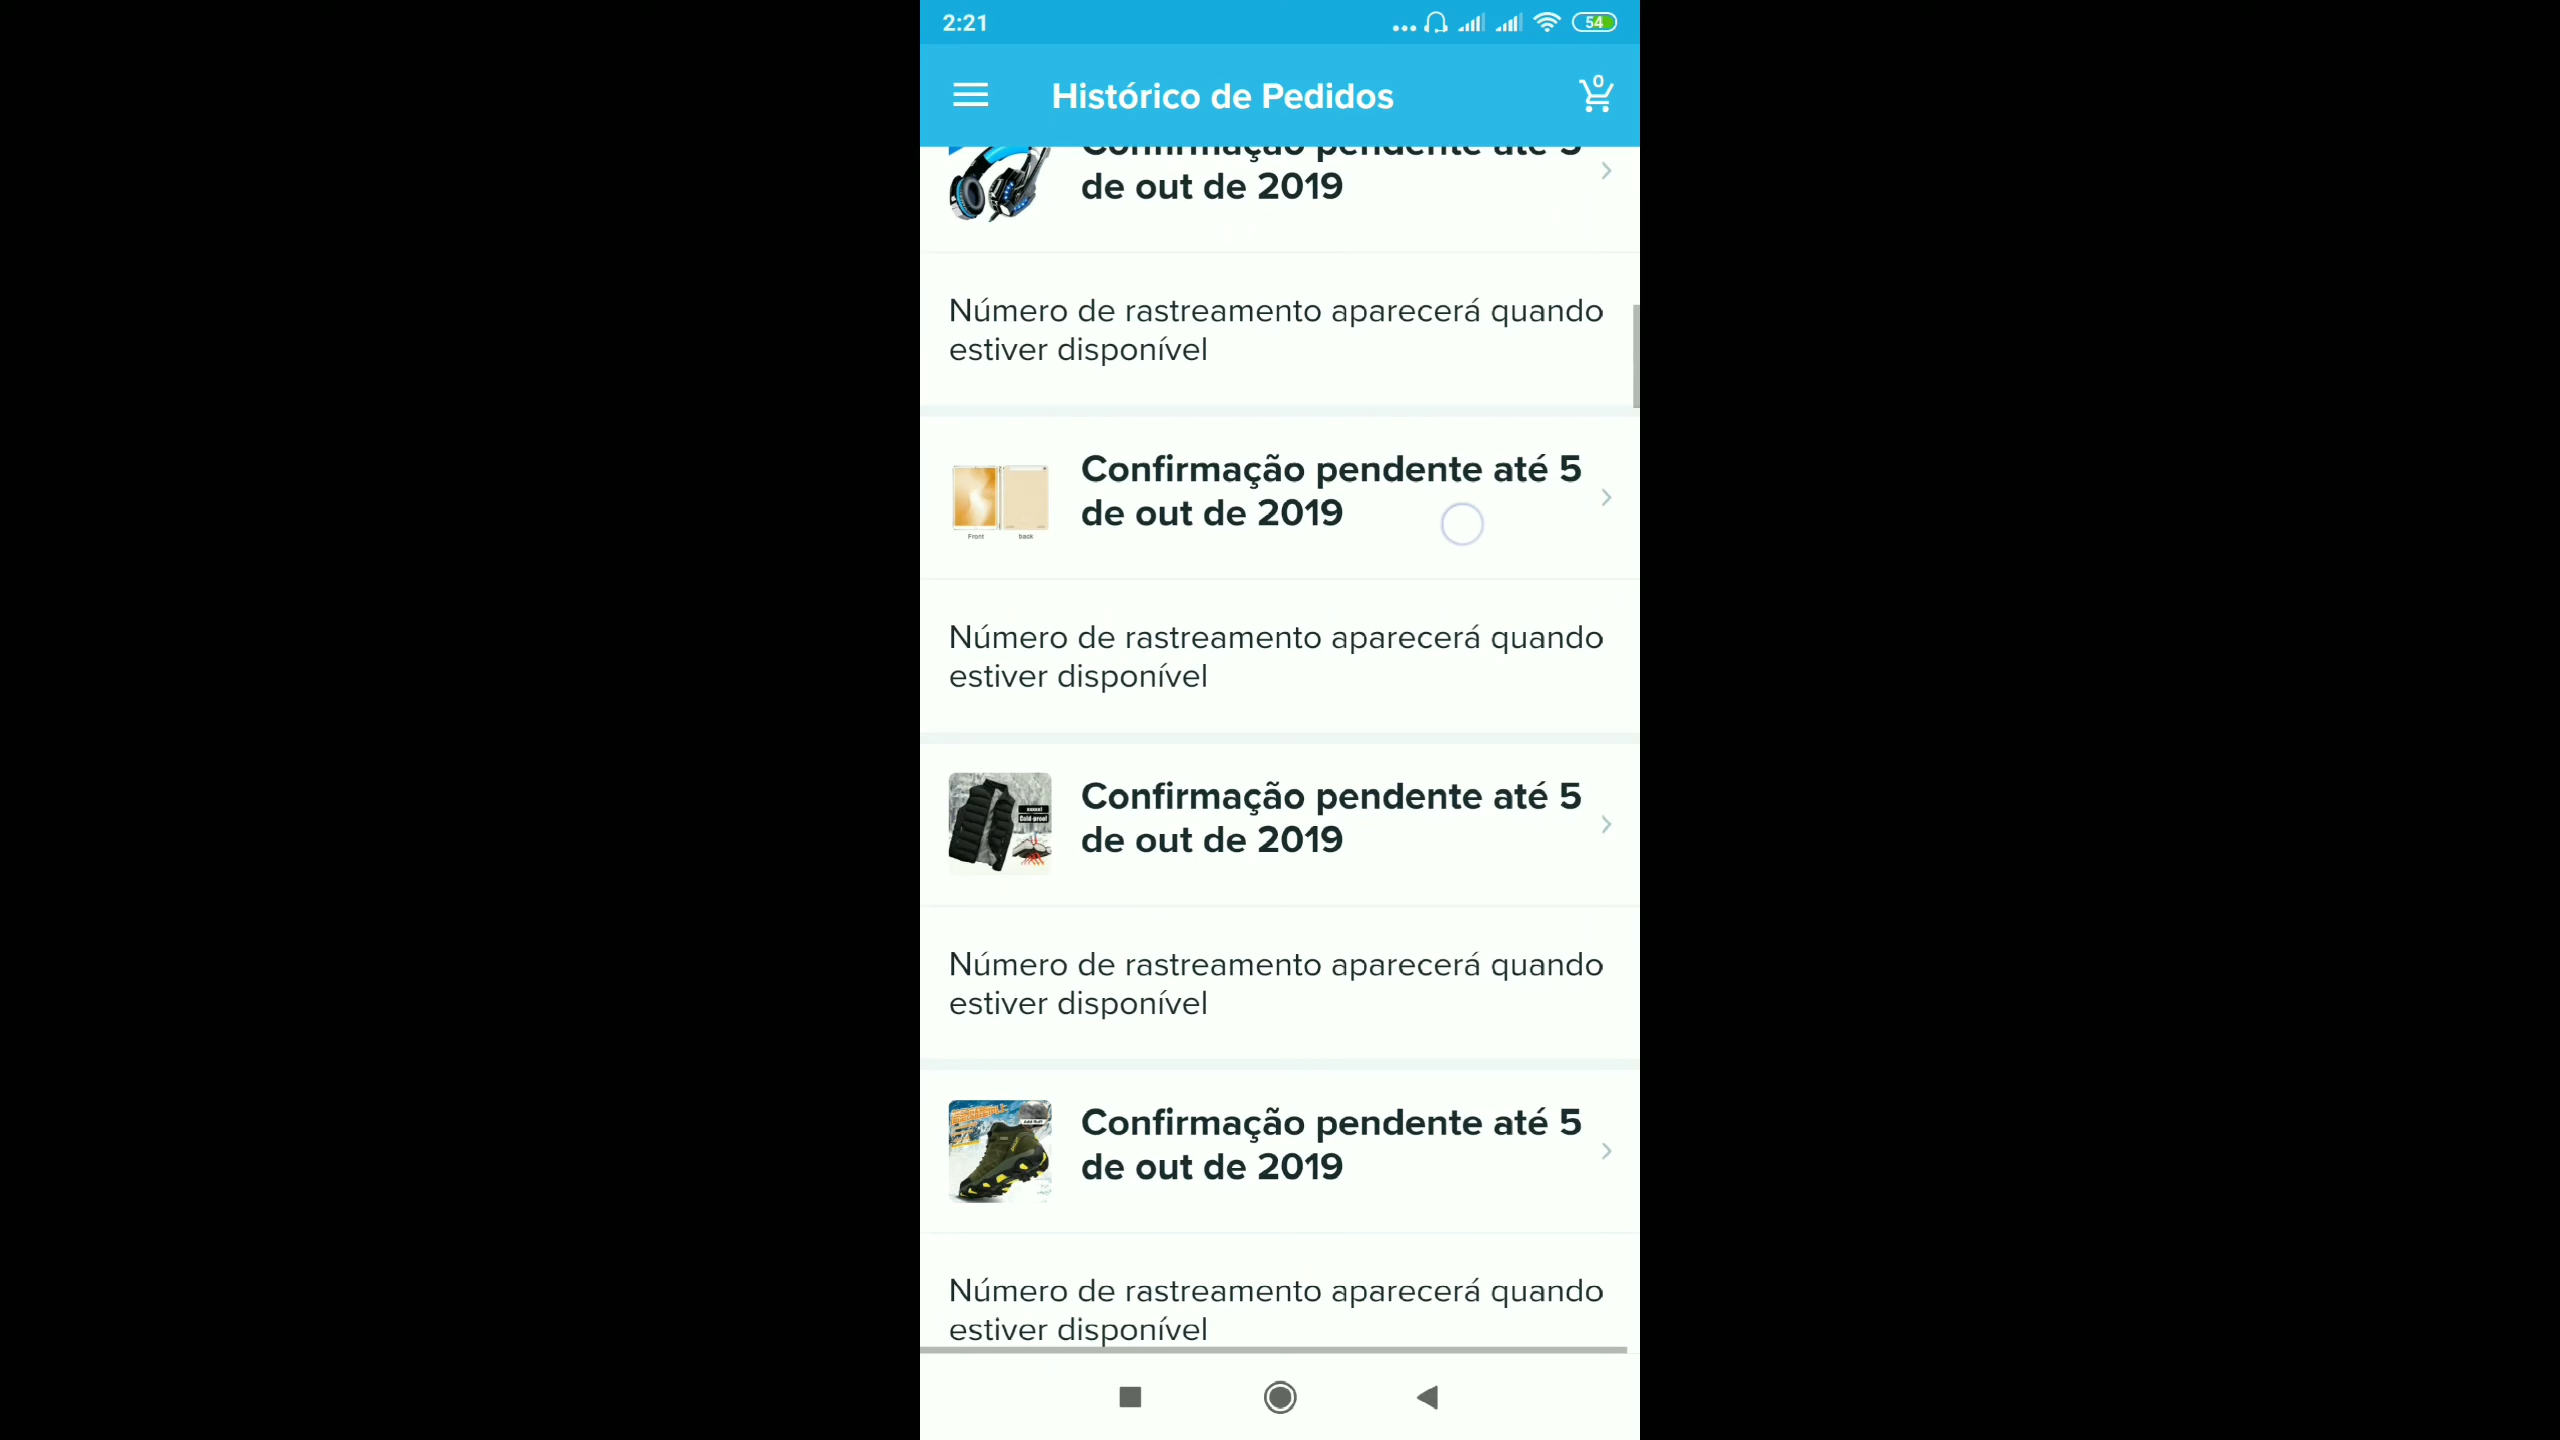 2:21
54
Histórico de Pedidos
0
Confirmação pendente até 5
de out de 2019
Número de rastreamento aparecerá quando
estiver disponível
Confirmação pendente até 5
de out de 2019
Front back
Número de rastreamento aparecerá quando
estiver disponível
Confirmação pendente até 5
de out de 2019
Cold-proof
Número de rastreamento aparecerá quando
estiver disponível
Confirmação pendente até 5
de out de 2019
Número de rastreamento aparecerá quando
estiver disponível